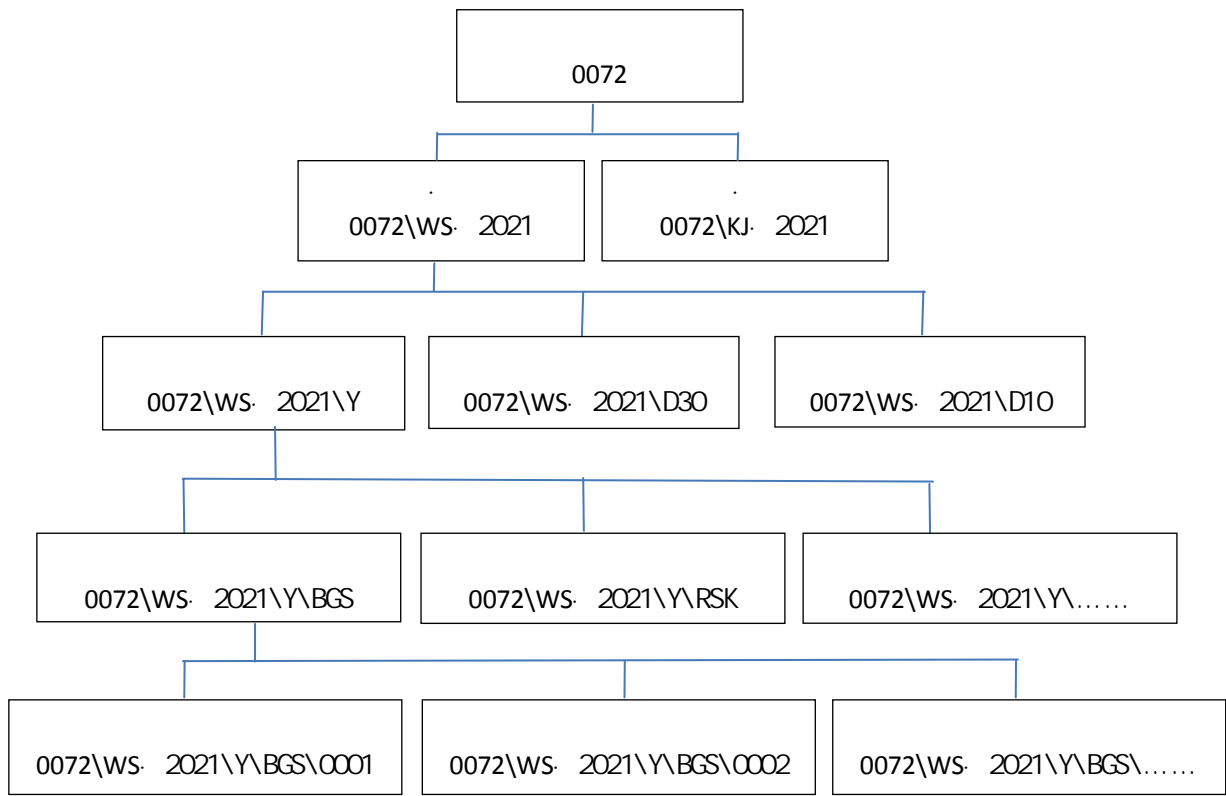 0072
·
0072\WS· 2021
·
0072\KJ· 2021
0072\WS· 2021\Y
0072\WS· 2021\D30
0072\WS· 2021\D10
0072\WS· 2021\Y\BGS
0072\WS· 2021\Y\RSK
0072\WS· 2021\Y\……
0072\WS· 2021\Y\BGS\0001
0072\WS· 2021\Y\BGS\0002
0072\WS· 2021\Y\BGS\……